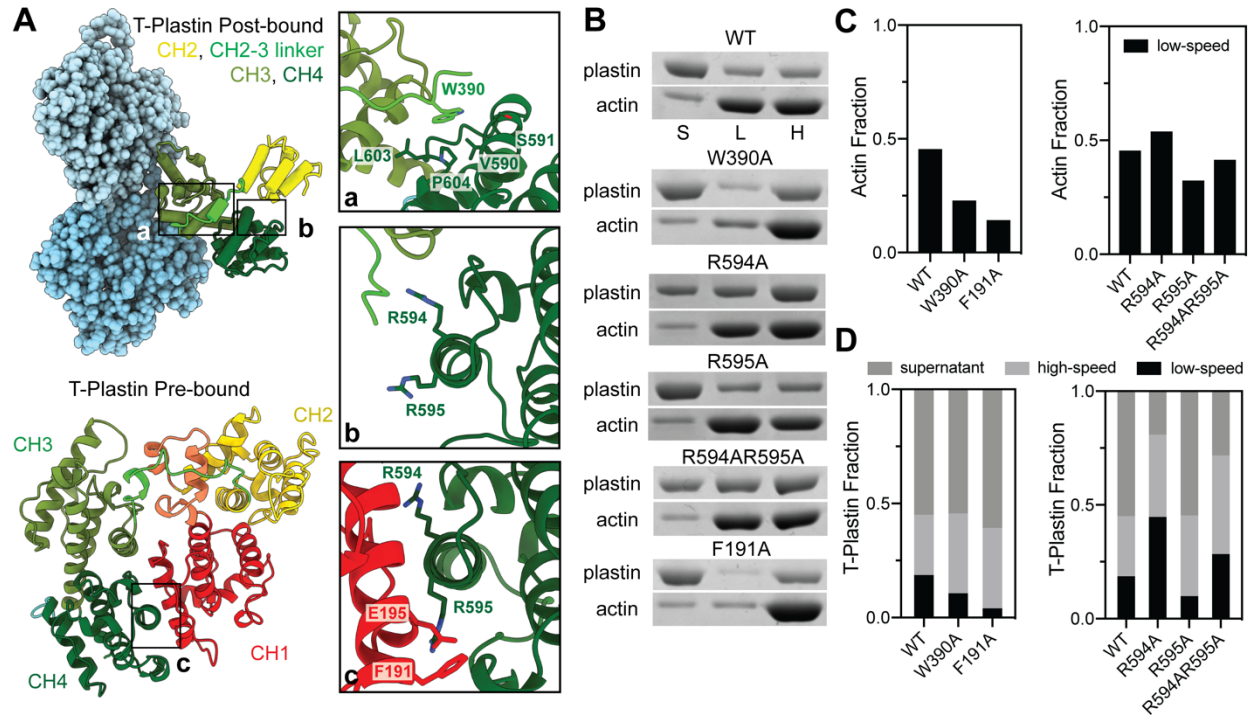 A
T-Plastin Post-bound
CH2, CH2-3 linker
CH3, CH4
a
b
W390
S591
L603
V590
P604
a
R594
R595
b
T-Plastin Pre-bound
CH3
CH2
CH4
CH1
c
R594
R595
E195
F191
c
B
WT
plastin
actin
S L H
W390A
plastin
actin
R594A
plastin
actin
R595A
plastin
actin
R594AR595A
plastin
actin
F191A
plastin
actin
C
Actin Fraction
1.0
0.5
0.0
WT
W390A
F191A
low-speed
Actin Fraction
1.0
0.5
0.0
WT
R594A
R595A
R594AR595A
D
supernatant high-speed low-speed
T-Plastin Fraction
1.0
0.5
0.0
WT
W390A
F191A
T-Plastin Fraction
1.0
0.5
0.0
WT
R594A
R595A
R594AR595A